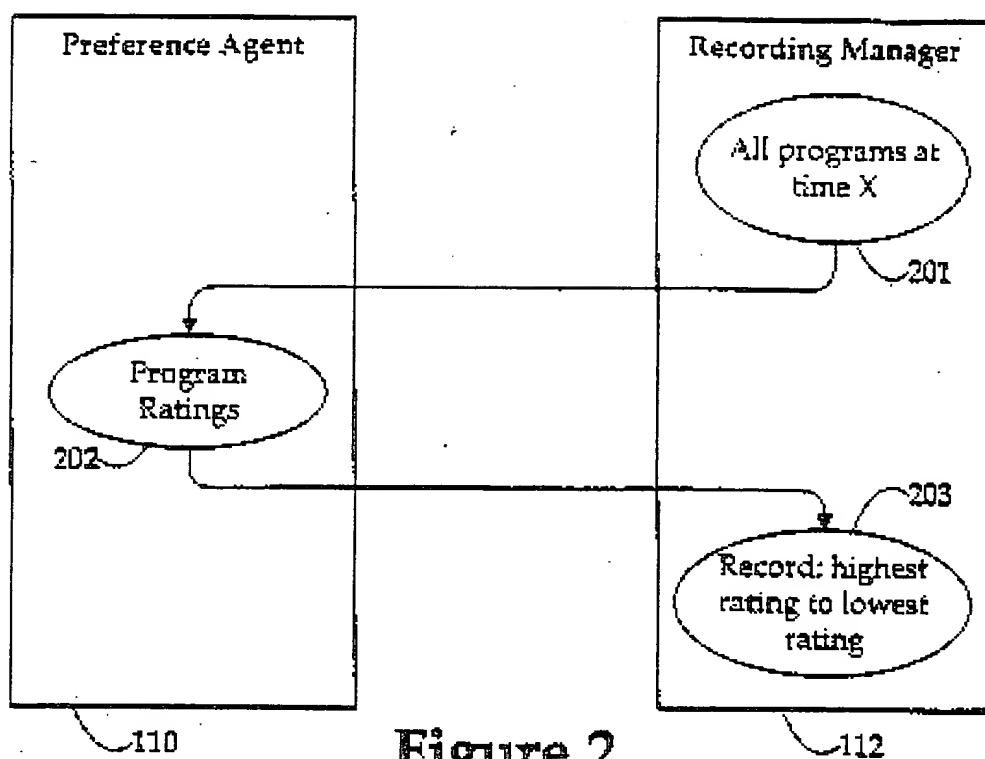 Preference Agent
Recording Manager
All programs at
time X
201
Program
Ratings
202
203
Record: highest
rating to lowest
rating
110
112
Figure 2